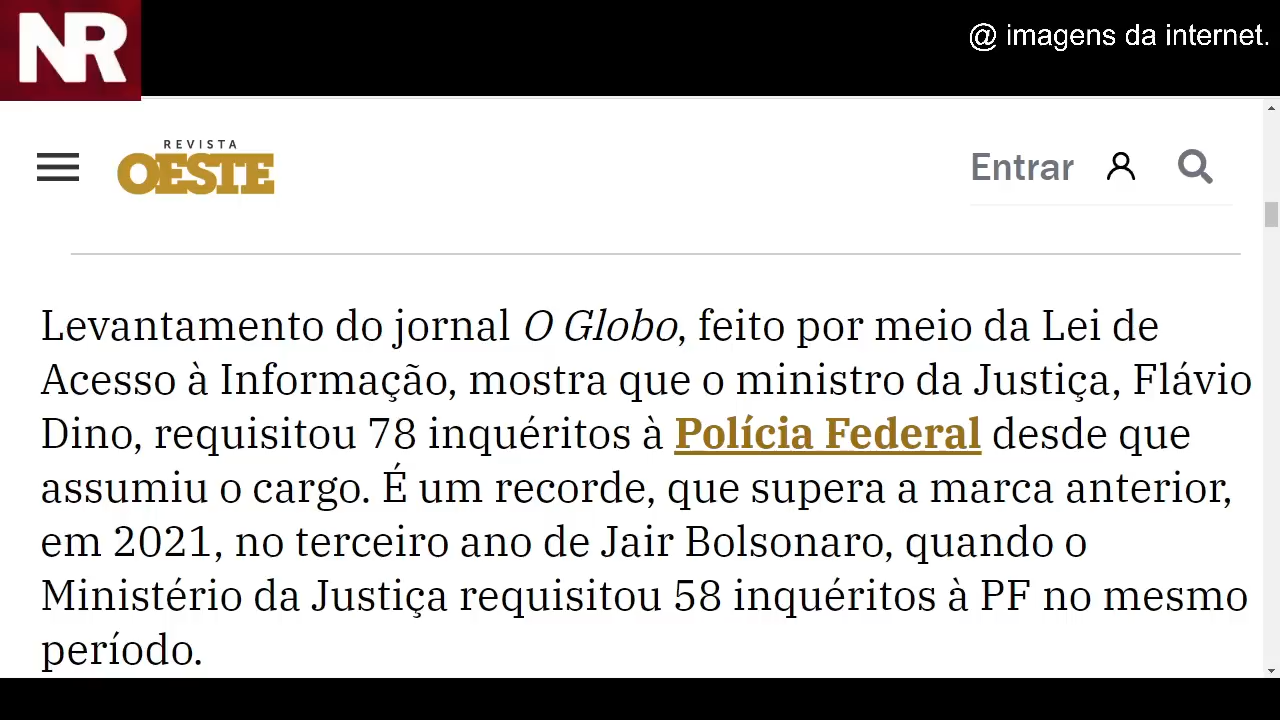 NR
@ imagens da internet.
REVISTA
OESTE
Entrar
Levantamento do jornal O Globo, feito por meio da Lei de
Acesso à Informação, mostra que o ministro da Justiça, Flávio
Dino, requisitou 78 inquéritos à Polícia Federal desde que
assumiu o cargo. É um recorde, que supera a marca anterior,
em 2021, no terceiro ano de Jair Bolsonaro, quando o
Ministério da Justiça requisitou 58 inquéritos à PF no mesmo
período.